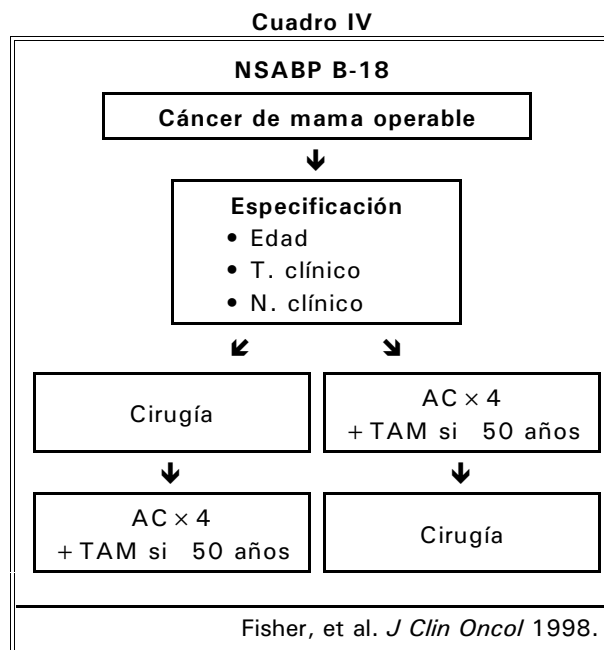 Cuadro IV
NSABP B-18
Cáncer de mama operable
Especificación
• Edad
• T. clínico
• N. clínico
Cirugía
AC × 4
+ TAM si 50 años
AC × 4
+ TAM si 50 años
Cirugía
Fisher, et al. J Clin Oncol 1998.